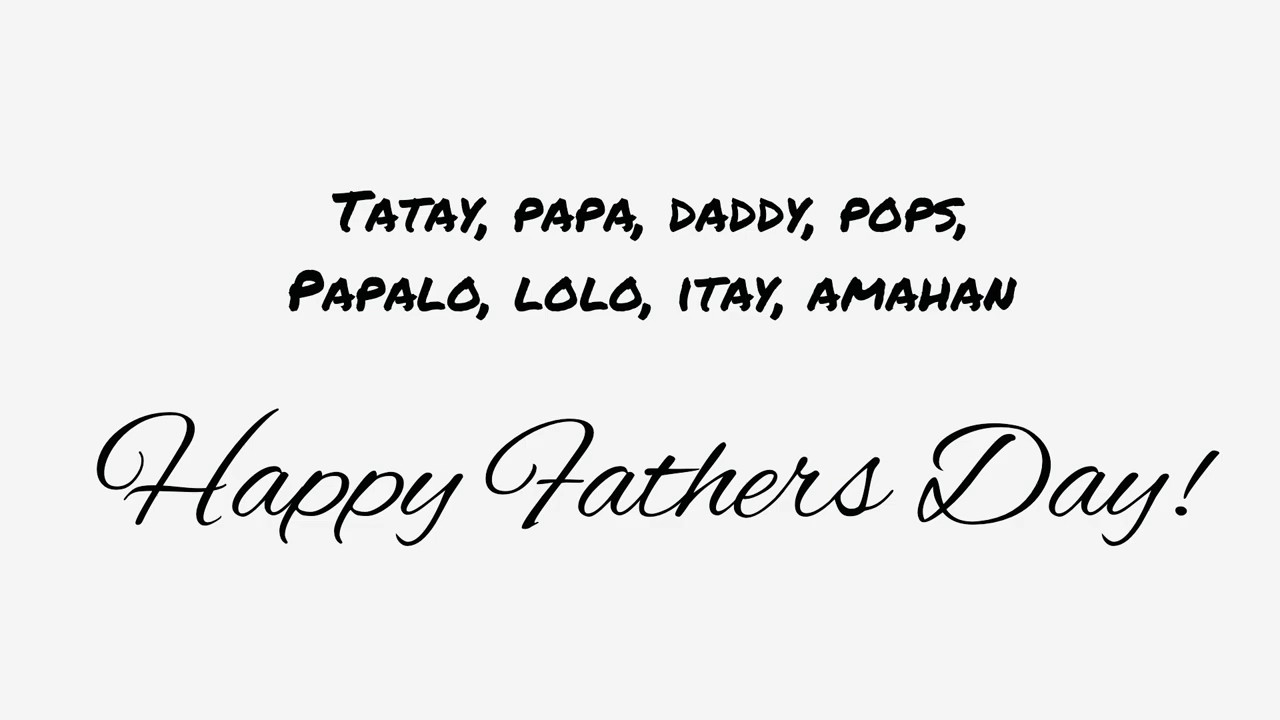 Tatay, papa, daddy, pops,
Papalo, lolo, itay, amahan
Happy Fathers Day!